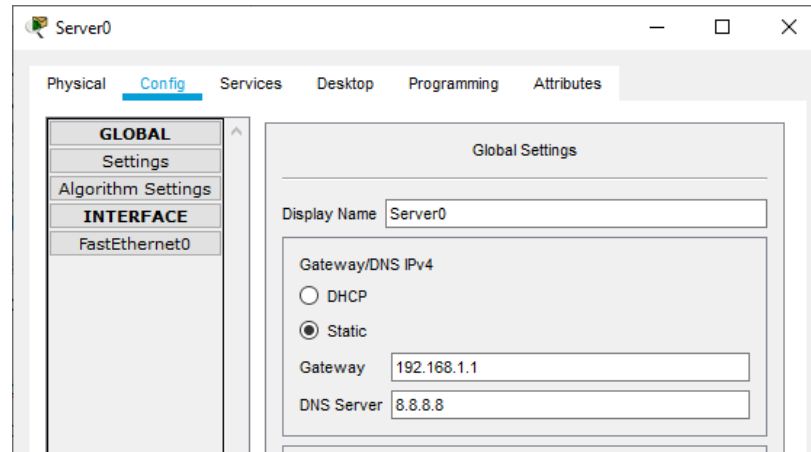 Server0
Physical Config Services Desktop Programming Attributes
GLOBAL
Settings
Algorithm Settings
INTERFACE
FastEthernet0
Global Settings
Display Name Server0
Gateway/DNS IPv4
DHCP
Static
Gateway 192.168.1.1
DNS Server 8.8.8.8